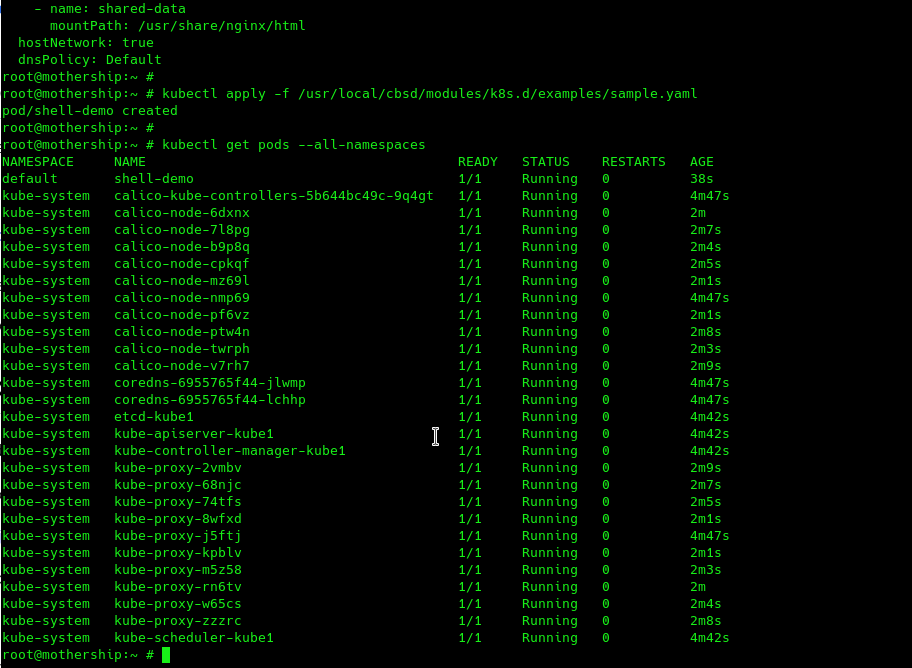 - name: shared-data
      mountPath: /usr/share/nginx/html
  hostNetwork: true
  dnsPolicy: Default
root@mothership:~ #
root@mothership:~ # kubectl apply -f /usr/local/cbsd/modules/k8s.d/examples/sample.yaml
pod/shell-demo created
root@mothership:~ #
root@mothership:~ # kubectl get pods --all-namespaces
NAMESPACE     NAME                                       READY   STATUS    RESTARTS   AGE
default       shell-demo                                 1/1     Running   0          38s
kube-system   calico-kube-controllers-5b644bc49c-9q4gt   1/1     Running   0          4m47s
kube-system   calico-node-6dxnx                          1/1     Running   0          2m
kube-system   calico-node-7l8pg                          1/1     Running   0          2m7s
kube-system   calico-node-b9p8q                          1/1     Running   0          2m4s
kube-system   calico-node-cpkqf                          1/1     Running   0          2m5s
kube-system   calico-node-mz69l                          1/1     Running   0          2m1s
kube-system   calico-node-nmp69                          1/1     Running   0          4m47s
kube-system   calico-node-pf6vz                          1/1     Running   0          2m1s
kube-system   calico-node-ptw4n                          1/1     Running   0          2m8s
kube-system   calico-node-twrph                          1/1     Running   0          2m3s
kube-system   calico-node-v7rh7                          1/1     Running   0          2m9s
kube-system   coredns-6955765f44-jlwmp                   1/1     Running   0          4m47s
kube-system   coredns-6955765f44-lchhp                   1/1     Running   0          4m47s
kube-system   etcd-kube1                                 1/1     Running   0          4m42s
kube-system   kube-apiserver-kube1                       1/1     Running   0          4m42s
kube-system   kube-controller-manager-kube1              1/1     Running   0          4m42s
kube-system   kube-proxy-2vmbv                           1/1     Running   0          2m9s
kube-system   kube-proxy-68njc                           1/1     Running   0          2m7s
kube-system   kube-proxy-74tfs                           1/1     Running   0          2m5s
kube-system   kube-proxy-8wfxd                           1/1     Running   0          2m1s
kube-system   kube-proxy-j5ftj                           1/1     Running   0          4m47s
kube-system   kube-proxy-kpblv                           1/1     Running   0          2m1s
kube-system   kube-proxy-m5z58                           1/1     Running   0          2m3s
kube-system   kube-proxy-rn6tv                           1/1     Running   0          2m
kube-system   kube-proxy-w65cs                           1/1     Running   0          2m4s
kube-system   kube-proxy-zzzrc                           1/1     Running   0          2m8s
kube-system   kube-scheduler-kube1                       1/1     Running   0          4m42s
root@mothership:~ #